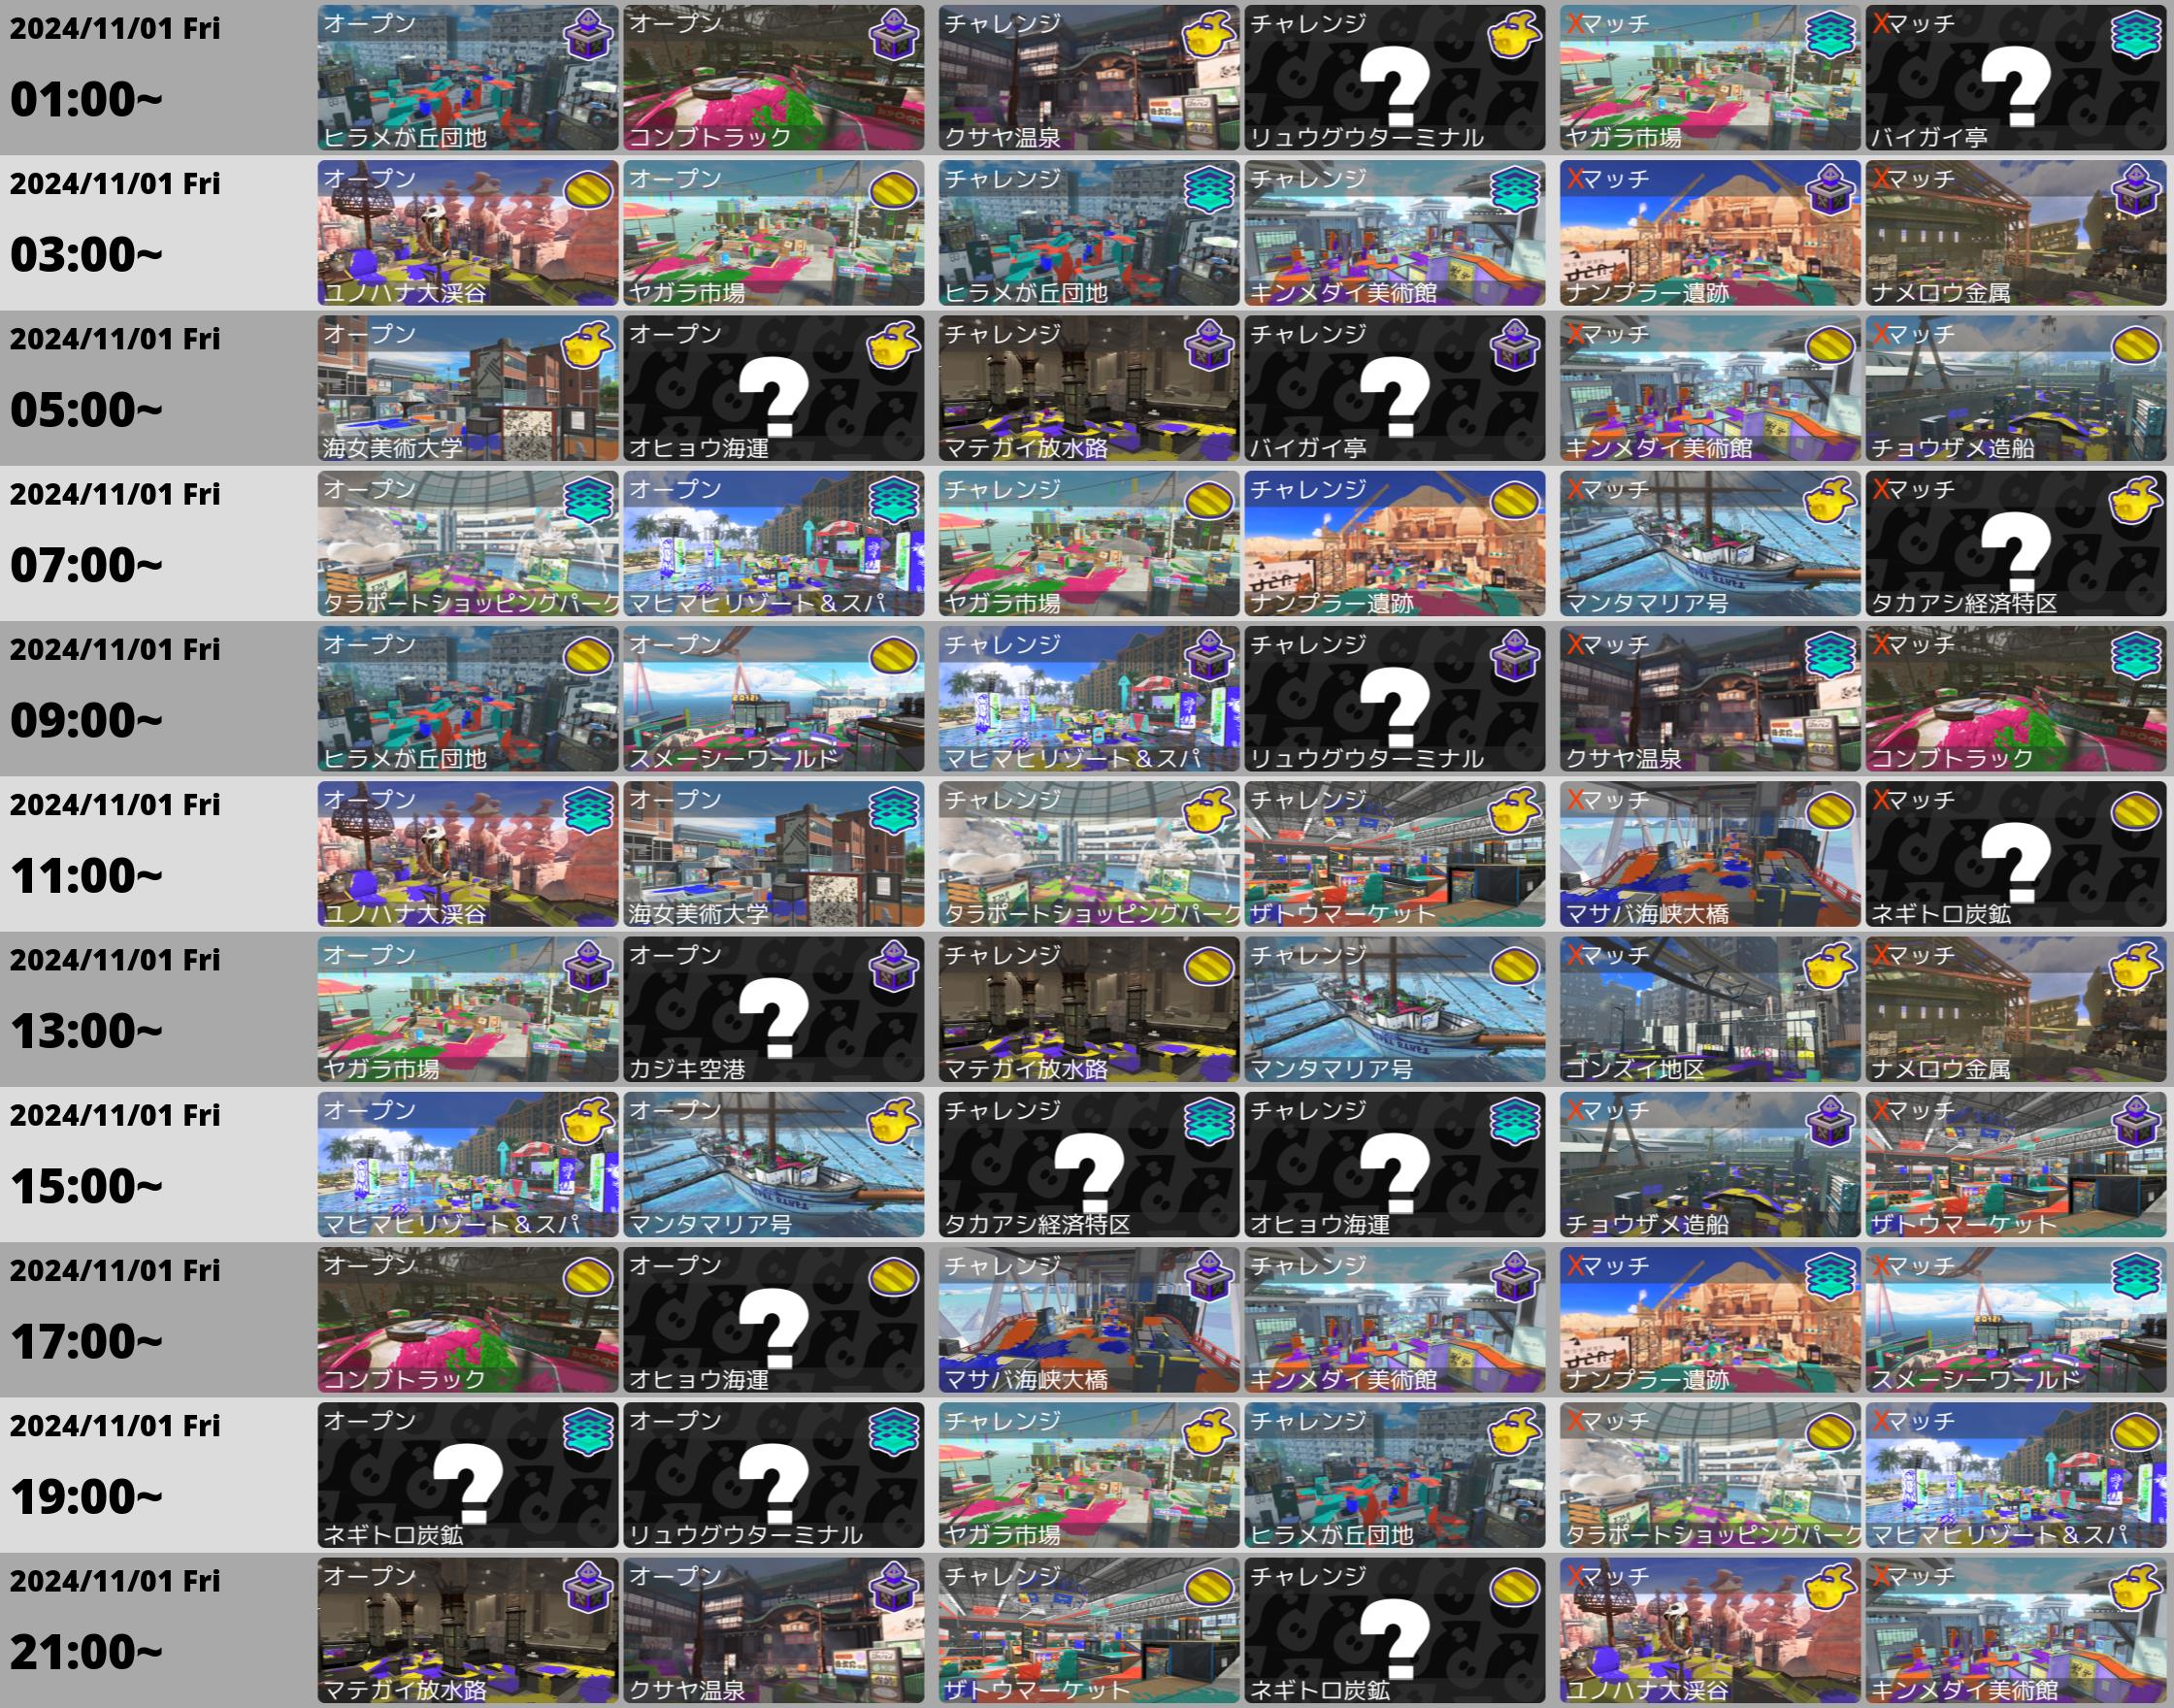 2024/11/01 Fri
01:00~
オープン
ヒラメが丘団地
オープン
コンブトラック
チャレンジ
クサヤ温泉
チャレンジ
?
リュウグウターミナル
Xマッチ
ヤガラ市場
Xマッチ
?
バイガイ亭
2024/11/01 Fri
03:00~
オープン
ユノハナ大渓谷
オープン
ヤガラ市場
チャレンジ
ヒラメが丘団地
チャレンジ
キンメダイ美術館
Xマッチ
ナンプラー遺跡
Xマッチ
ナメロウ金属
2024/11/01 Fri
05:00~
オープン
海女美術大学
オープン
?
オヒョウ海運
チャレンジ
マテガイ放水路
チャレンジ
?
バイガイ亭
Xマッチ
キンメダイ美術館
Xマッチ
チョウザメ造船
2024/11/01 Fri
07:00~
オープン
タラポートショッピングパーク
オープン
マヒマヒリゾート&スパ
チャレンジ
ヤガラ市場
チャレンジ
ナンプラー遺跡
Xマッチ
マンタマリア号
Xマッチ
?
タカアシ経済特区
2024/11/01 Fri
09:00~
オープン
ヒラメが丘団地
オープン
スメーシーワールド
チャレンジ
マヒマヒリゾート&スパ
チャレンジ
?
リュウグウターミナル
Xマッチ
クサヤ温泉
Xマッチ
コンブトラック
2024/11/01 Fri
11:00~
オープン
ユノハナ大渓谷
オープン
海女美術大学
チャレンジ
タラポートショッピングパーク
チャレンジ
ザトウマーケット
Xマッチ
マサバ海峡大橋
Xマッチ
?
ネギトロ炭鉱
2024/11/01 Fri
13:00~
オープン
ヤガラ市場
オープン
?
カジキ空港
チャレンジ
マテガイ放水路
チャレンジ
マンタマリア号
Xマッチ
ゴンズイ地区
Xマッチ
ナメロウ金属
2024/11/01 Fri
15:00~
オープン
マヒマヒリゾート&スパ
オープン
マンタマリア号
チャレンジ
?
タカアシ経済特区
チャレンジ
?
オヒョウ海運
Xマッチ
チョウザメ造船
Xマッチ
ザトウマーケット
2024/11/01 Fri
17:00~
オープン
コンブトラック
オープン
?
オヒョウ海運
チャレンジ
マサバ海峡大橋
チャレンジ
キンメダイ美術館
Xマッチ
ナンプラー遺跡
Xマッチ
スメーシーワールド
2024/11/01 Fri
19:00~
オープン
?
ネギトロ炭鉱
オープン
?
リュウグウターミナル
チャレンジ
ヤガラ市場
チャレンジ
ヒラメが丘団地
Xマッチ
タラポートショッピングパーク
Xマッチ
マヒマヒリゾート&スパ
2024/11/01 Fri
21:00~
オープン
マテガイ放水路
オープン
クサヤ温泉
チャレンジ
ザトウマーケット
チャレンジ
?
ネギトロ炭鉱
Xマッチ
ユノハナ大渓谷
Xマッチ
キンメダイ美術館